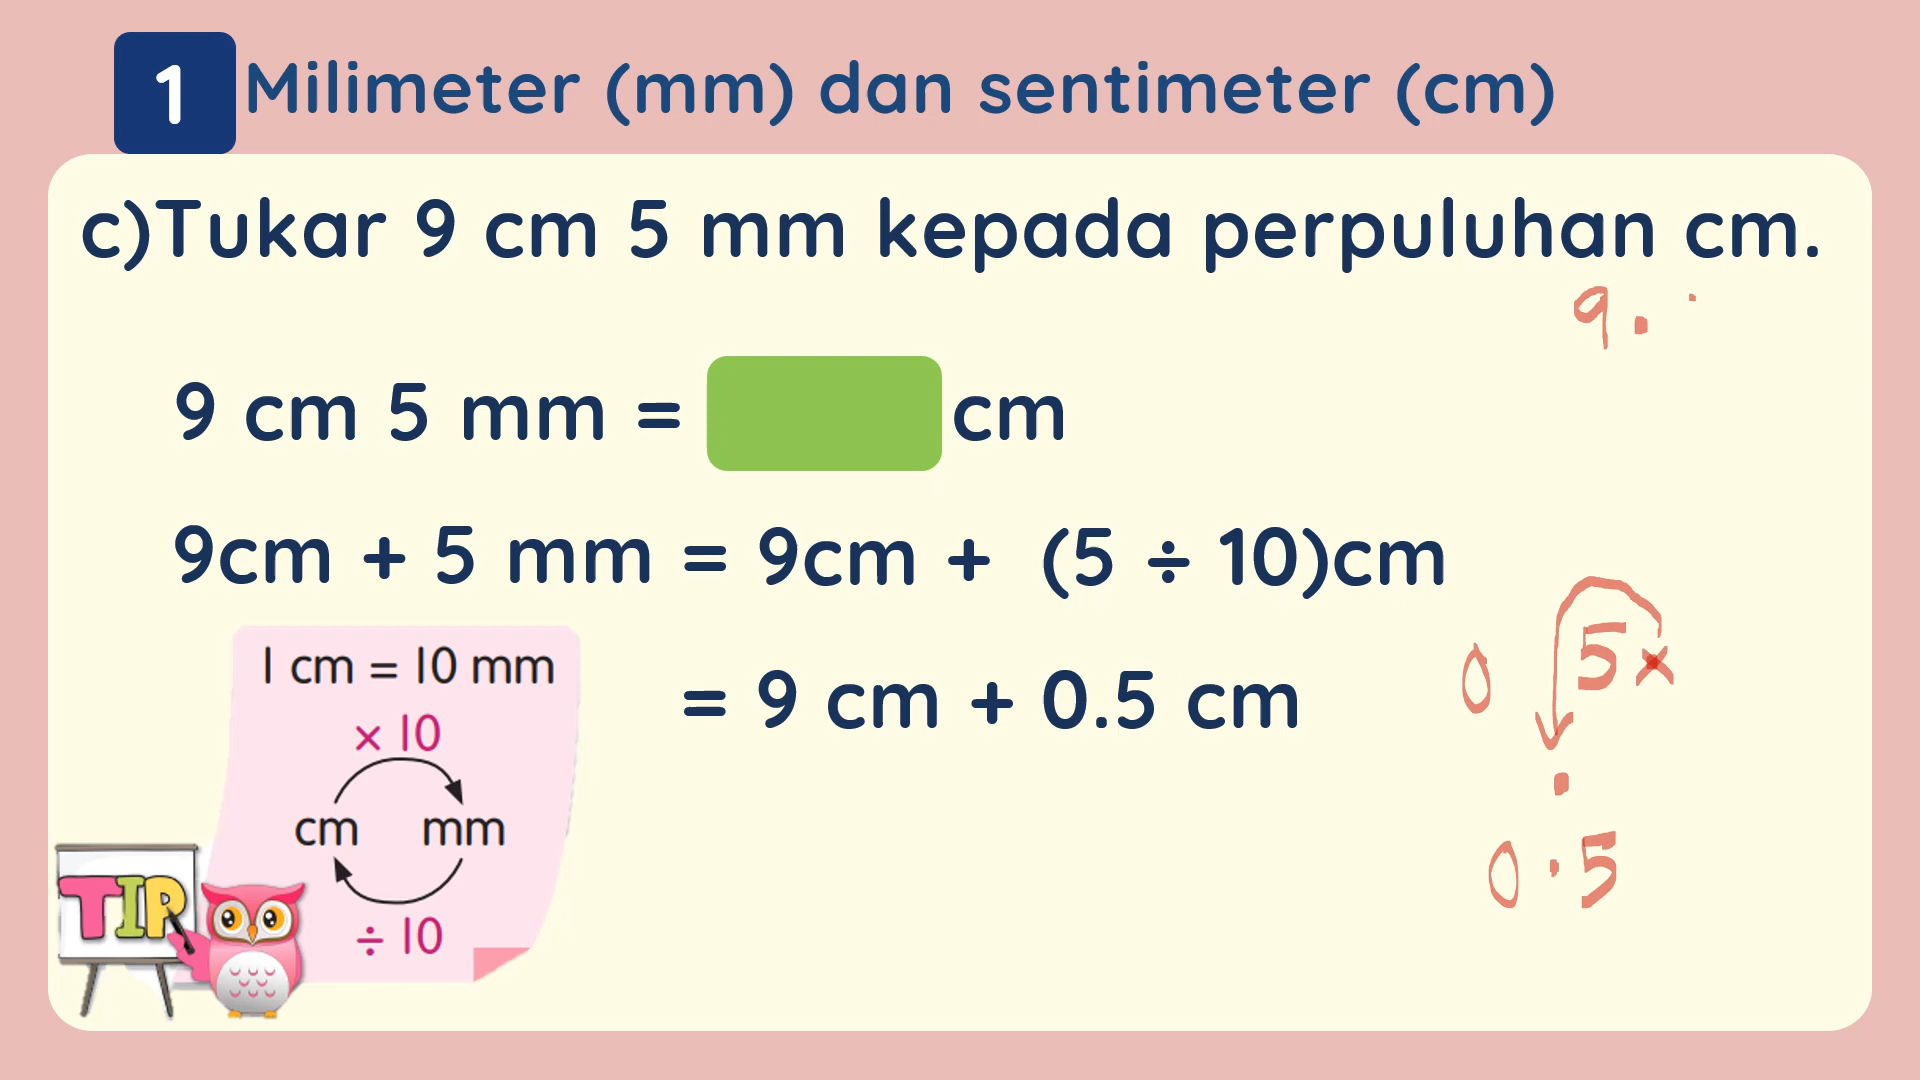 1 Milimeter (mm) dan sentimeter (cm)
c)Tukar 9 cm 5 mm kepada perpuluhan cm.
9.
9 cm 5 mm = cm
9cm + 5 mm = 9cm + (5 ÷ 10)cm
= 9 cm + 0.5 cm
0 5x
.
0.5
1 cm = 10 mm
× 10
cm mm
÷ 10
TIP